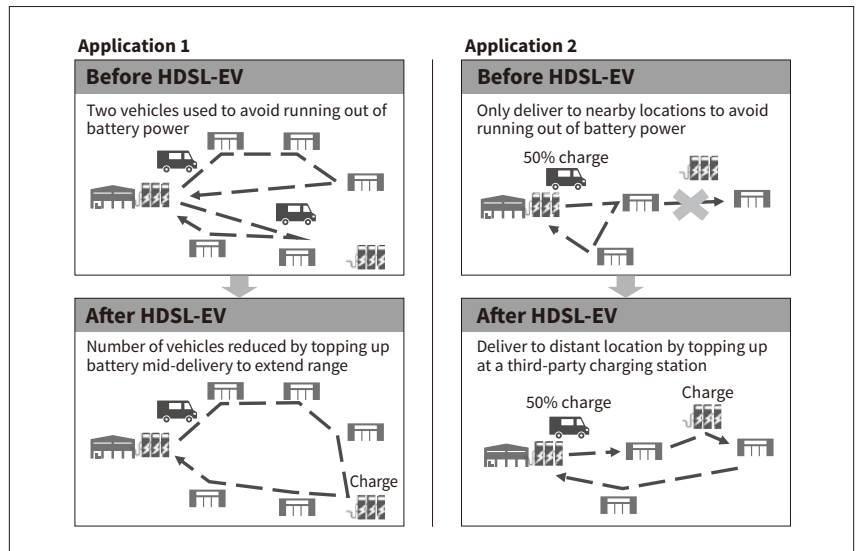 Application 1
Before HDSL-EV
Two vehicles used to avoid running out of
battery power
After HDSL-EV
Number of vehicles reduced by topping up
battery mid-delivery to extend range
Charge
Application 2
Before HDSL-EV
Only deliver to nearby locations to avoid
running out of battery power
50% charge
After HDSL-EV
Deliver to distant location by topping up
at a third-party charging station
Charge
50% charge